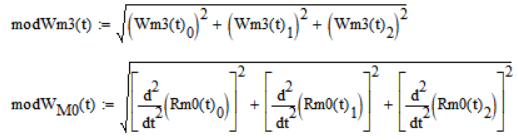 modWm3(t) := √((Wm3(t)₀)² + (Wm3(t)₁)² + (Wm3(t)₂)²)
modW_M0(t) := √([d²/dt²(Rm0(t)₀)]² + [d²/dt²(Rm0(t)₁)]² + [d²/dt²(Rm0(t)₂)]²)